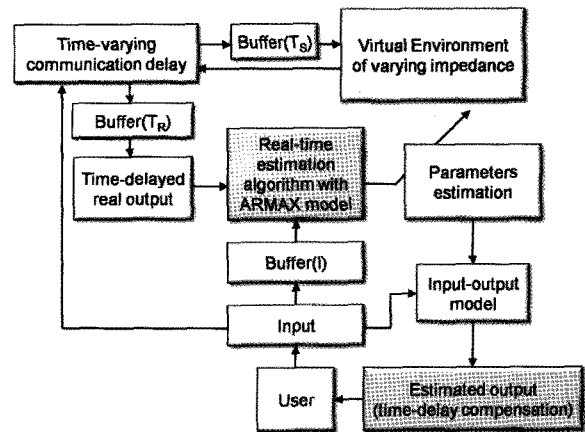 Time-varying
communication delay
Buffer(T_S)
Virtual Environment
of varying impedance
Buffer(T_R)
Real-time
estimation
algorithm with
ARMAX model
Time-delayed
real output
Parameters
estimation
Buffer(I)
Input-output
model
Input
User
Estimated output
(time-delay compensation)